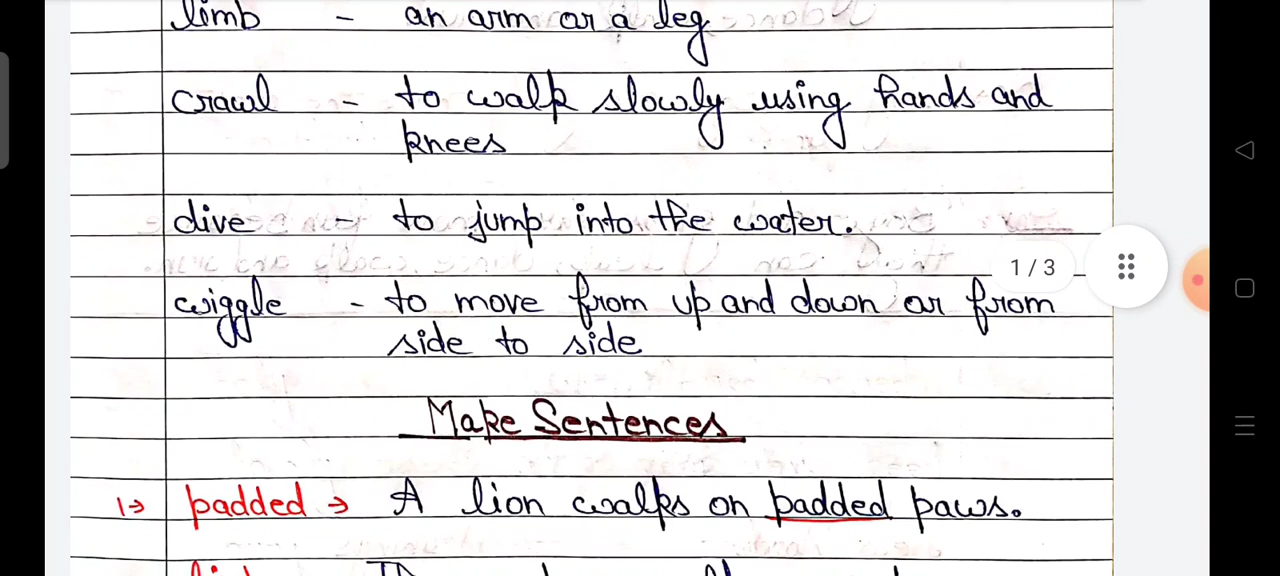 limb - an arm or a leg
crawl - to walk slowly using hands and
knees
dive - to jump into the water.
wiggle - to move from up and down or from
side to side
1/3
Make Sentences
1→ padded → A lion walks on padded paws.